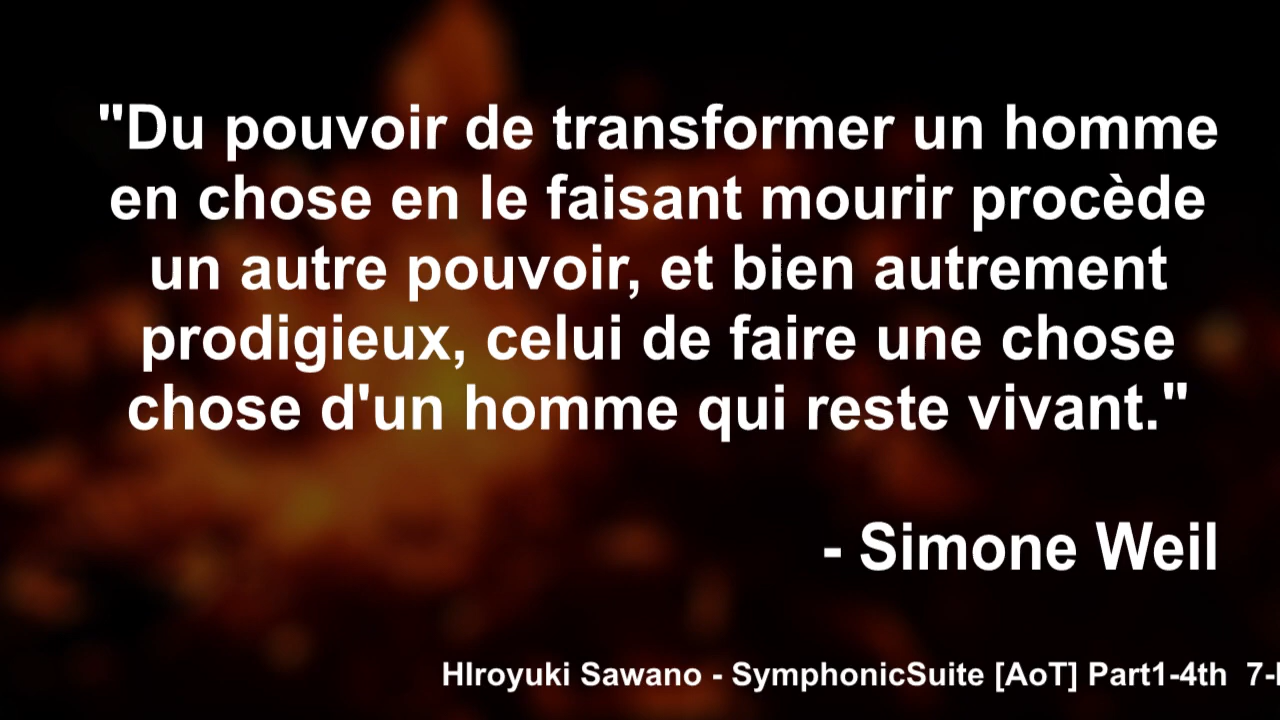 "Du pouvoir de transformer un homme
en chose en le faisant mourir procède
un autre pouvoir, et bien autrement
prodigieux, celui de faire une chose
chose d'un homme qui reste vivant."
- Simone Weil
HIroyuki Sawano - SymphonicSuite [AoT] Part1-4th 7-